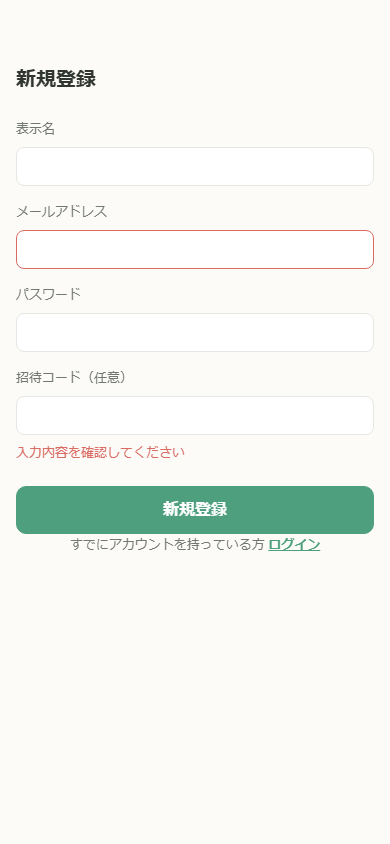 新規登録
表示名
メールアドレス
パスワード
招待コード（任意）
入力内容を確認してください
新規登録
すでにアカウントを持っている方 ログイン